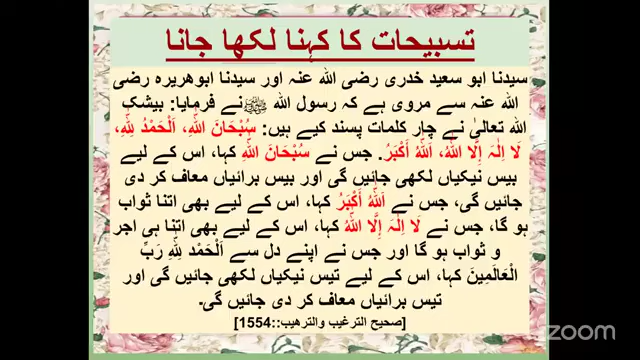 تسبیحات کا کہنا لکھا جانا
سیدنا ابو سعید خدری رضی اللہ عنہ اور سیدنا ابوھریرہ رضی
اللہ عنہ سے مروی ہے کہ رسول اللہ ﷺ نے فرمایا: بیشک
اللہ تعالیٰ نے چار کلمات پسند کیے ہیں: سُبْحَانَ اللّٰہِ، اَلْحَمْدُ لِلّٰہِ،
لَا اِلٰہَ اِلَّا اللّٰہُ، اَللّٰہُ اَکْبَرُ۔ جس نے سُبْحَانَ اللّٰہِ کہا، اس کے لیے
بیس نیکیاں لکھی جائیں گی اور بیس برائیاں معاف کر دی
جائیں گی، جس نے اَللّٰہُ اَکْبَرُ کہا، اس کے لیے بھی اتنا ثواب
ہو گا، جس نے لَا اِلٰہَ اِلَّا اللّٰہُ کہا، اس کے لیے بھی اتنا ہی اجر
و ثواب ہو گا اور جس نے اپنے دل سے اَلْحَمْد لِلّٰہِ رَبِّ
الْعَالَمِینَ کہا، اس کے لیے تیس نیکیاں لکھی جائیں گی اور
تیس برائیاں معاف کر دی جائیں گی۔
[صحیح الترغیب والترھیب::1554]
zoom